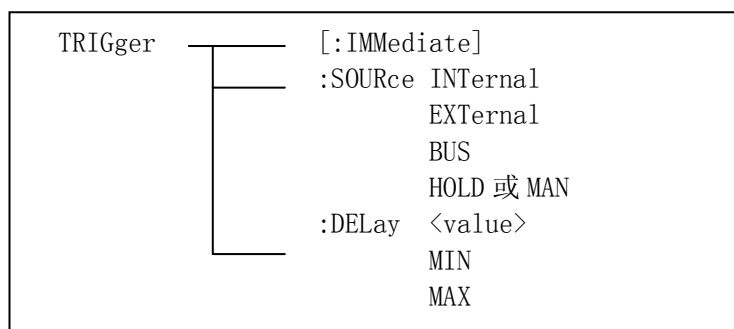 TRIGger [:IMMediate]
:SOURce INTernal
EXTernal
BUS
HOLD 或 MAN
:DELay <value>
MIN
MAX